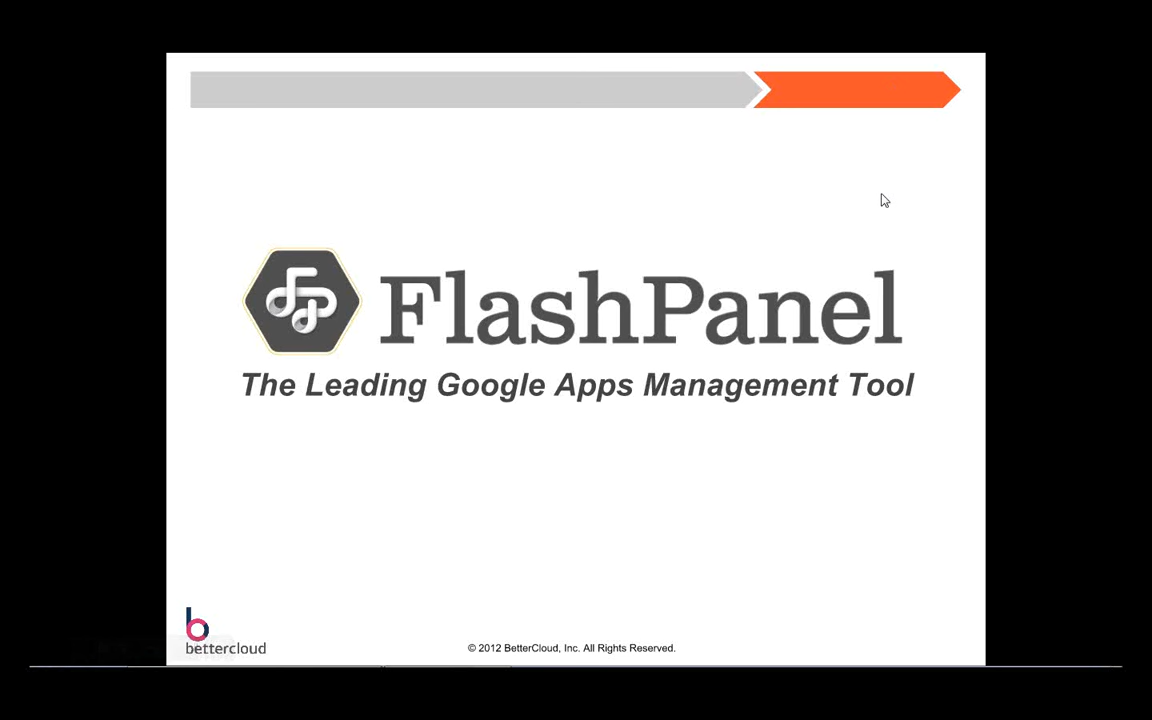 FlashPanel
The Leading Google Apps Management Tool
bettercloud
© 2012 BetterCloud, Inc. All Rights Reserved.